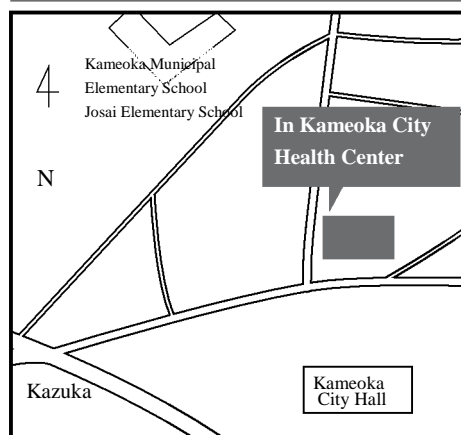 Kameoka Municipal
Elementary School
Josai Elementary School
In Kameoka City
Health Center
N
Kazuka
Kameoka
City Hall